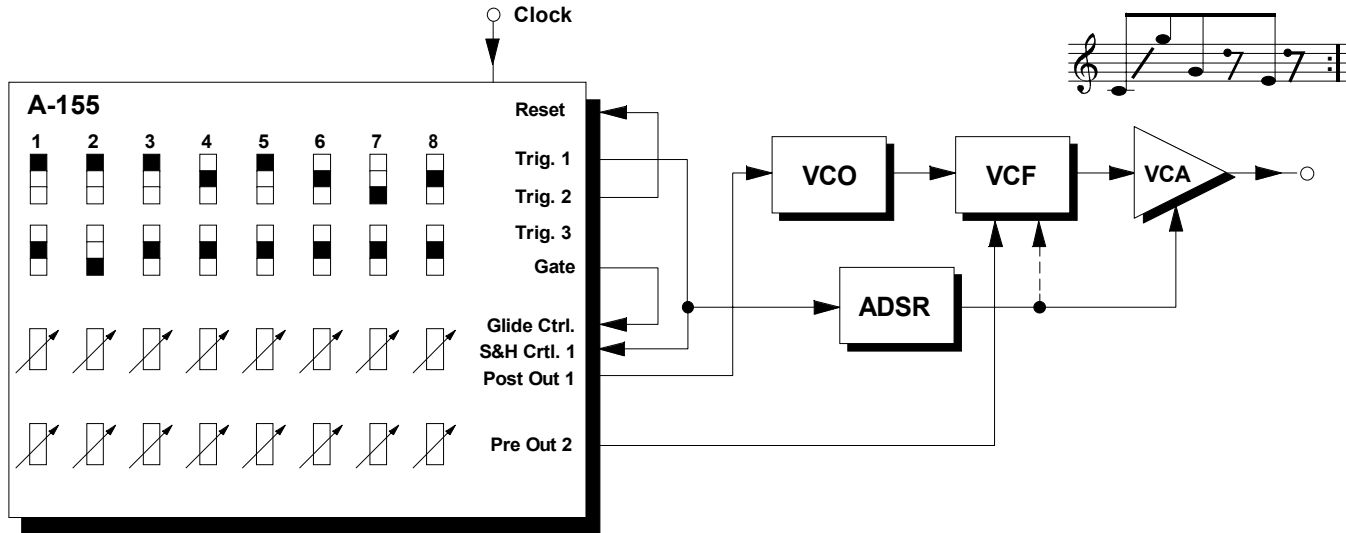 Clock
A-155
1 2 3 4 5 6 7 8
Reset
Trig. 1
Trig. 2
Trig. 3
Gate
Glide Ctrl.
S&H Crtl. 1
Post Out 1
Pre Out 2
VCO
VCF
VCA
ADSR